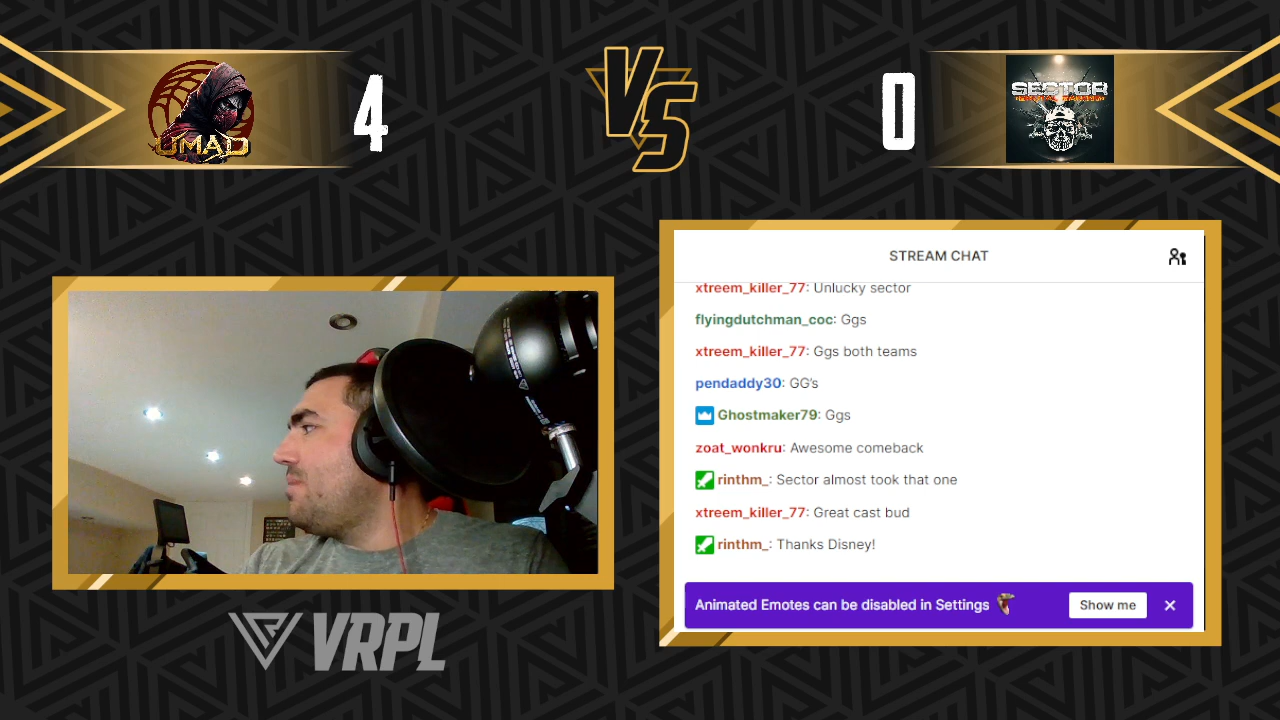 UMAD
4
VS
0
SECTOR
STREAM CHAT
xtreem_killer_77: Unlucky sector
flyingdutchman_coc: Ggs
xtreem_killer_77: Ggs both teams
pendaddy30: GG's
Ghostmaker79: Ggs
zoat_wonkru: Awesome comeback
rinthm_: Sector almost took that one
xtreem_killer_77: Great cast bud
rinthm_: Thanks Disney!
Animated Emotes can be disabled in Settings
Show me
VRPL